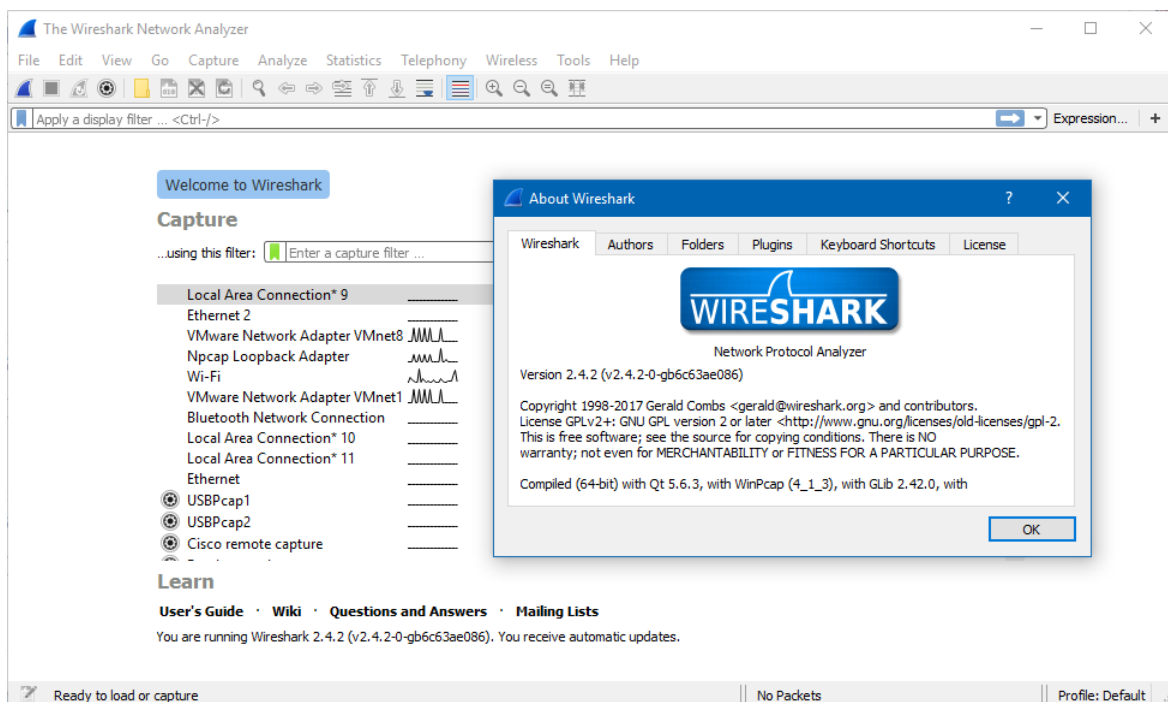 The Wireshark Network Analyzer
File Edit View Go Capture Analyze Statistics Telephony Wireless Tools Help
Apply a display filter ... <Ctrl-/>
Expression... +
Welcome to Wireshark
Capture
...using this filter: Enter a capture filter ...
Local Area Connection* 9
Ethernet 2
VMware Network Adapter VMnet8
Npcap Loopback Adapter
Wi-Fi
VMware Network Adapter VMnet1
Bluetooth Network Connection
Local Area Connection* 10
Local Area Connection* 11
Ethernet
USBPcap1
USBPcap2
Cisco remote capture
Learn
User's Guide · Wiki · Questions and Answers · Mailing Lists
You are running Wireshark 2.4.2 (v2.4.2-0-gb6c63ae086). You receive automatic updates.
Ready to load or capture
No Packets
Profile: Default
About Wireshark
Wireshark Authors Folders Plugins Keyboard Shortcuts License
WIRESHARK
Network Protocol Analyzer
Version 2.4.2 (v2.4.2-0-gb6c63ae086)
Copyright 1998-2017 Gerald Combs <gerald@wireshark.org> and contributors.
License GPLv2+: GNU GPL version 2 or later <http://www.gnu.org/licenses/old-licenses/gpl-2.
This is free software; see the source for copying conditions. There is NO
warranty; not even for MERCHANTABILITY or FITNESS FOR A PARTICULAR PURPOSE.
Compiled (64-bit) with Qt 5.6.3, with WinPcap (4_1_3), with GLib 2.42.0, with
OK